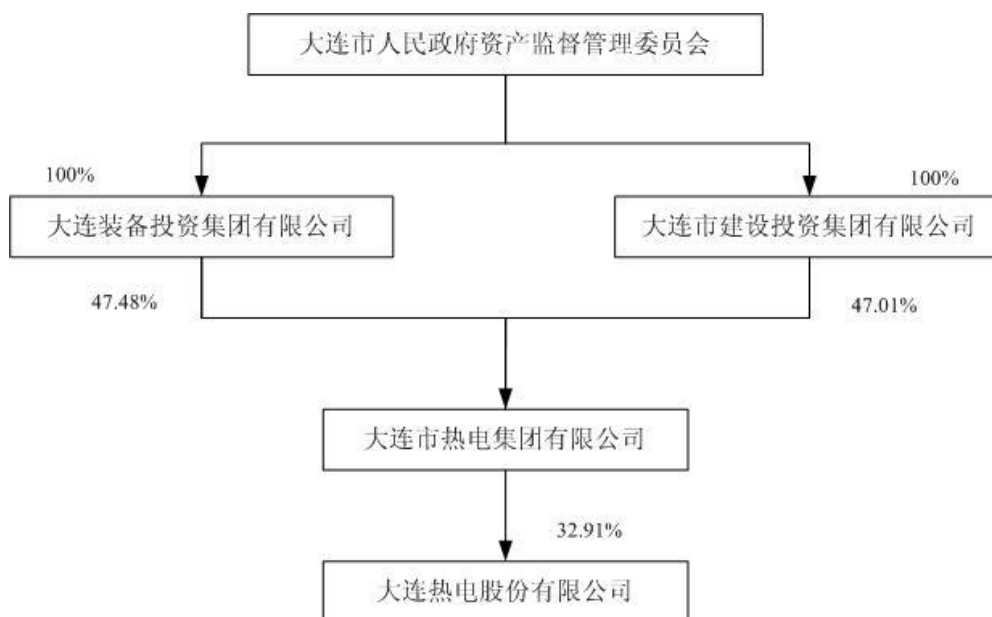 大连市人民政府资产监督管理委员会
100%
100%
大连装备投资集团有限公司
大连市建设投资集团有限公司
47.48%
47.01%
大连市热电集团有限公司
32.91%
大连热电股份有限公司